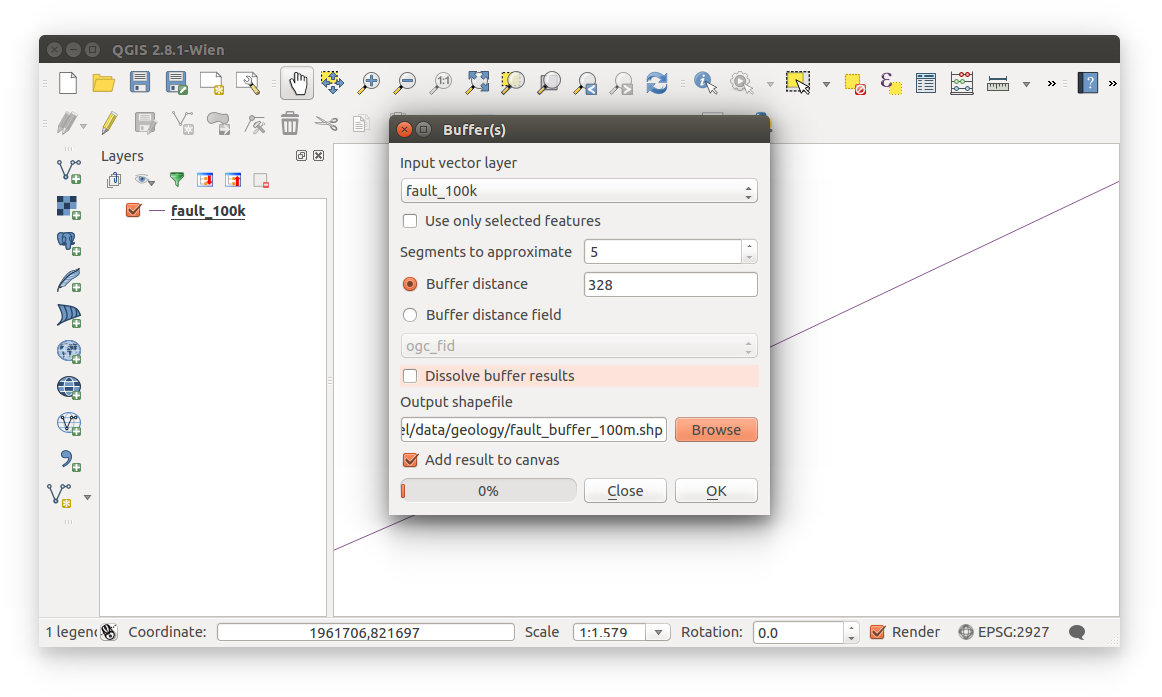 QGIS 2.8.1-Wien
1:1
Buffer(s)
Layers
Input vector layer
fault_100k
fault_100k
Use only selected features
Segments to approximate 5
Buffer distance 328
Buffer distance field
ogc_fid
Dissolve buffer results
Output shapefile
el/data/geology/fault_buffer_100m.shp Browse
Add result to canvas
0% Close OK
1 legen Coordinate: 1961706,821697 Scale 1:1.579 Rotation: 0.0 Render EPSG:2927